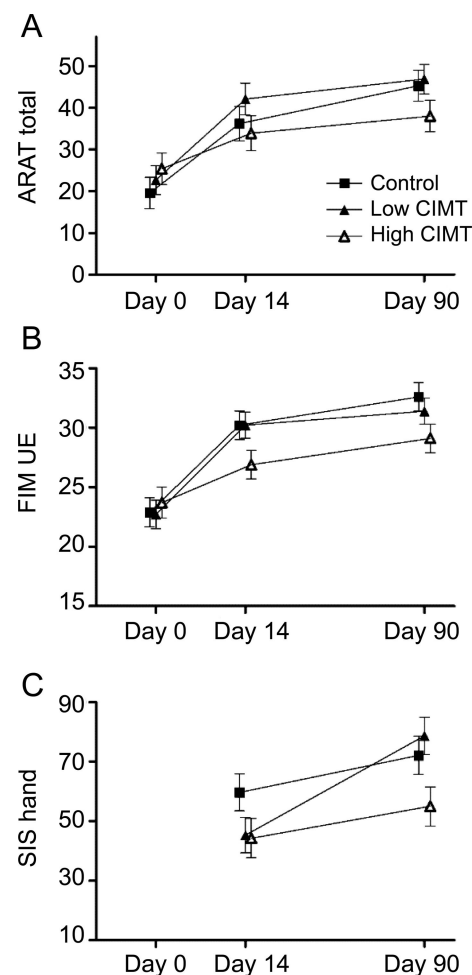 A
ARAT total
50
40
30
20
10
0
Control
Low CIMT
High CIMT
Day 0 Day 14 Day 90
B
FIM UE
35
30
25
20
15
Day 0 Day 14 Day 90
C
SIS hand
90
70
50
30
10
Day 0 Day 14 Day 90